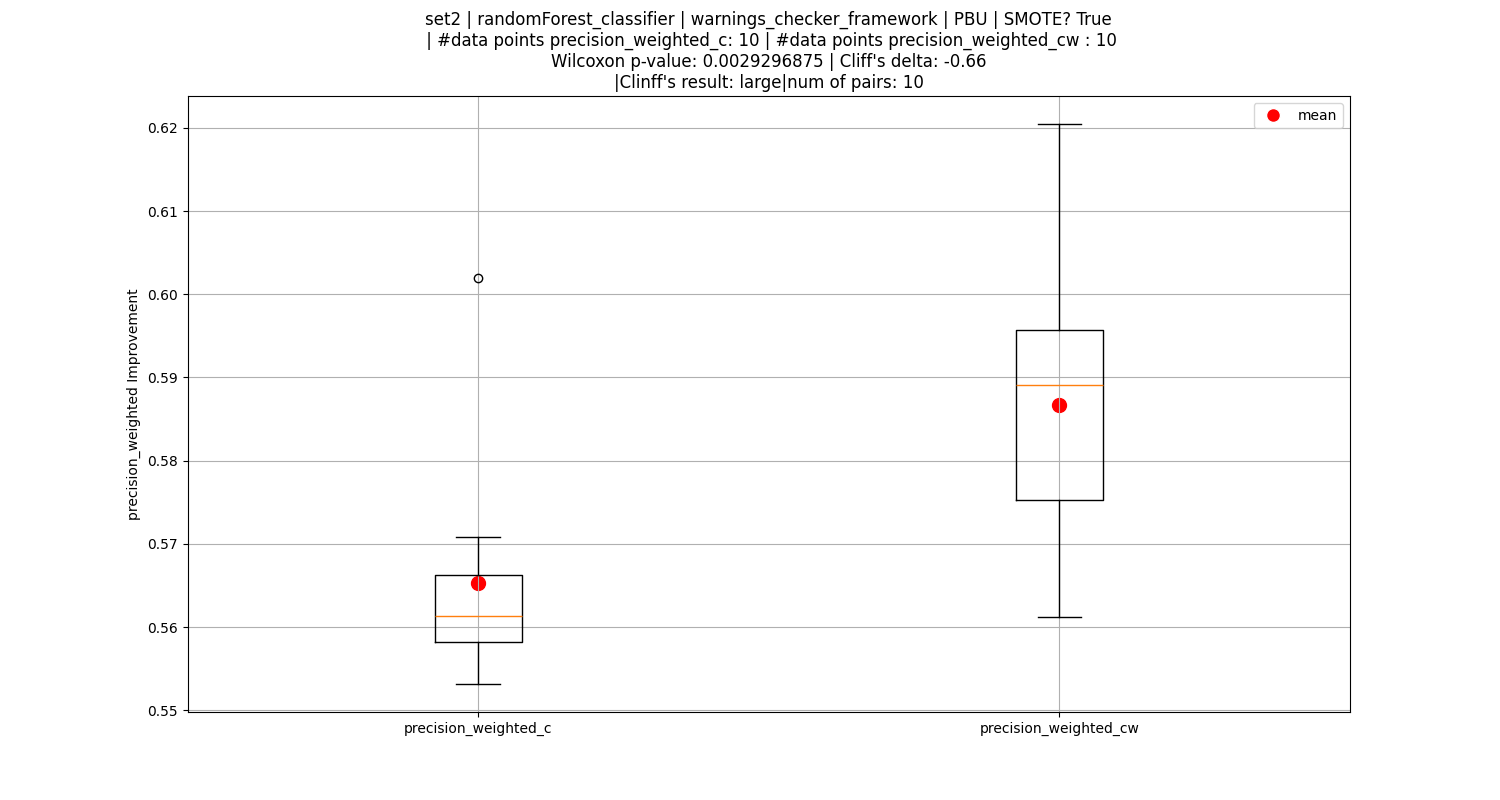 set2 | randomForest_classifier | warnings_checker_framework | PBU | SMOTE? True
| #data points precision_weighted_c: 10 | #data points precision_weighted_cw : 10
Wilcoxon p-value: 0.0029296875 | Cliff's delta: -0.66
|Clinff's result: large|num of pairs: 10
mean
0.62
0.61
0.60
0.59
0.58
0.57
0.56
0.55
precision_weighted Improvement
precision_weighted_c
precision_weighted_cw